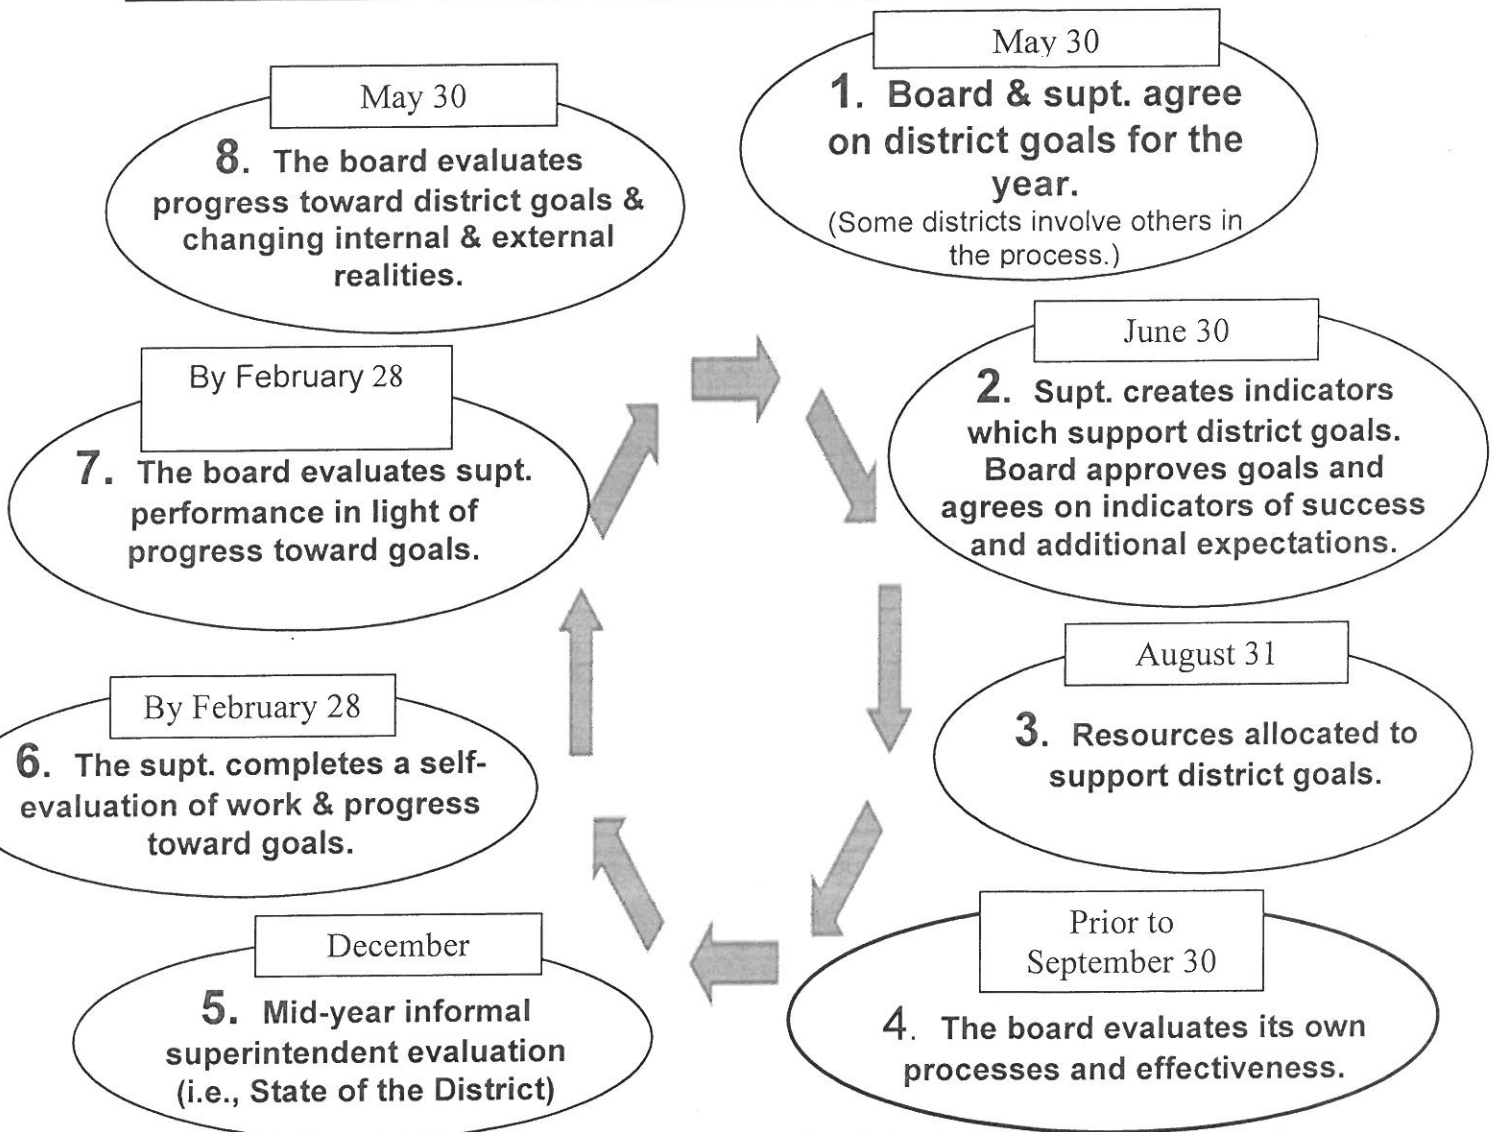 May 30
1. Board & supt. agree
on district goals for the
year.
(Some districts involve others in
the process.)
June 30
2. Supt. creates indicators
which support district goals.
Board approves goals and
agrees on indicators of success
and additional expectations.
August 31
3. Resources allocated to
support district goals.
Prior to
September 30
4. The board evaluates its own
processes and effectiveness.
December
5. Mid-year informal
superintendent evaluation
(i.e., State of the District)
By February 28
6. The supt. completes a self-
evaluation of work & progress
toward goals.
By February 28
7. The board evaluates supt.
performance in light of
progress toward goals.
May 30
8. The board evaluates
progress toward district goals &
changing internal & external
realities.